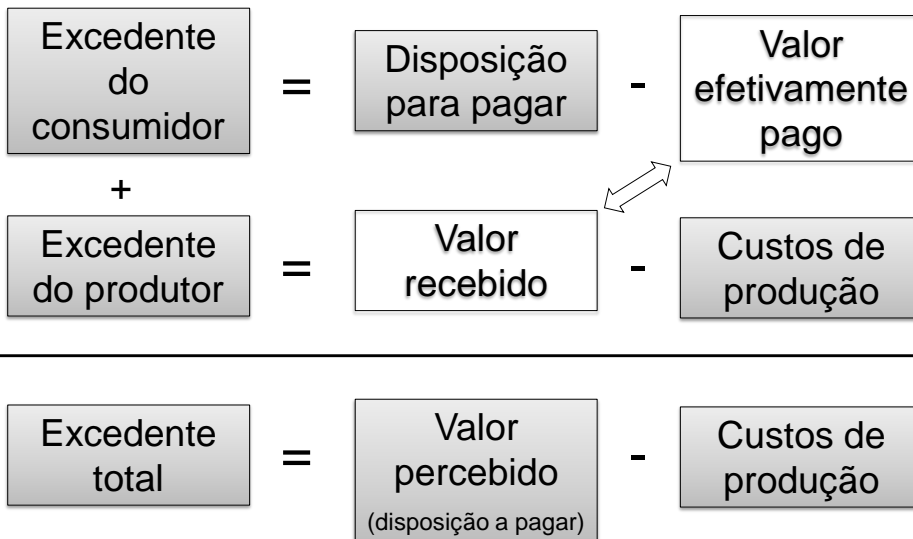 Excedente
do
consumidor
=
Disposição
para pagar
-
Valor
efetivamente
pago
+
Excedente
do produtor
=
Valor
recebido
-
Custos de
produção
Excedente
total
=
Valor
percebido
(disposição a pagar)
-
Custos de
produção